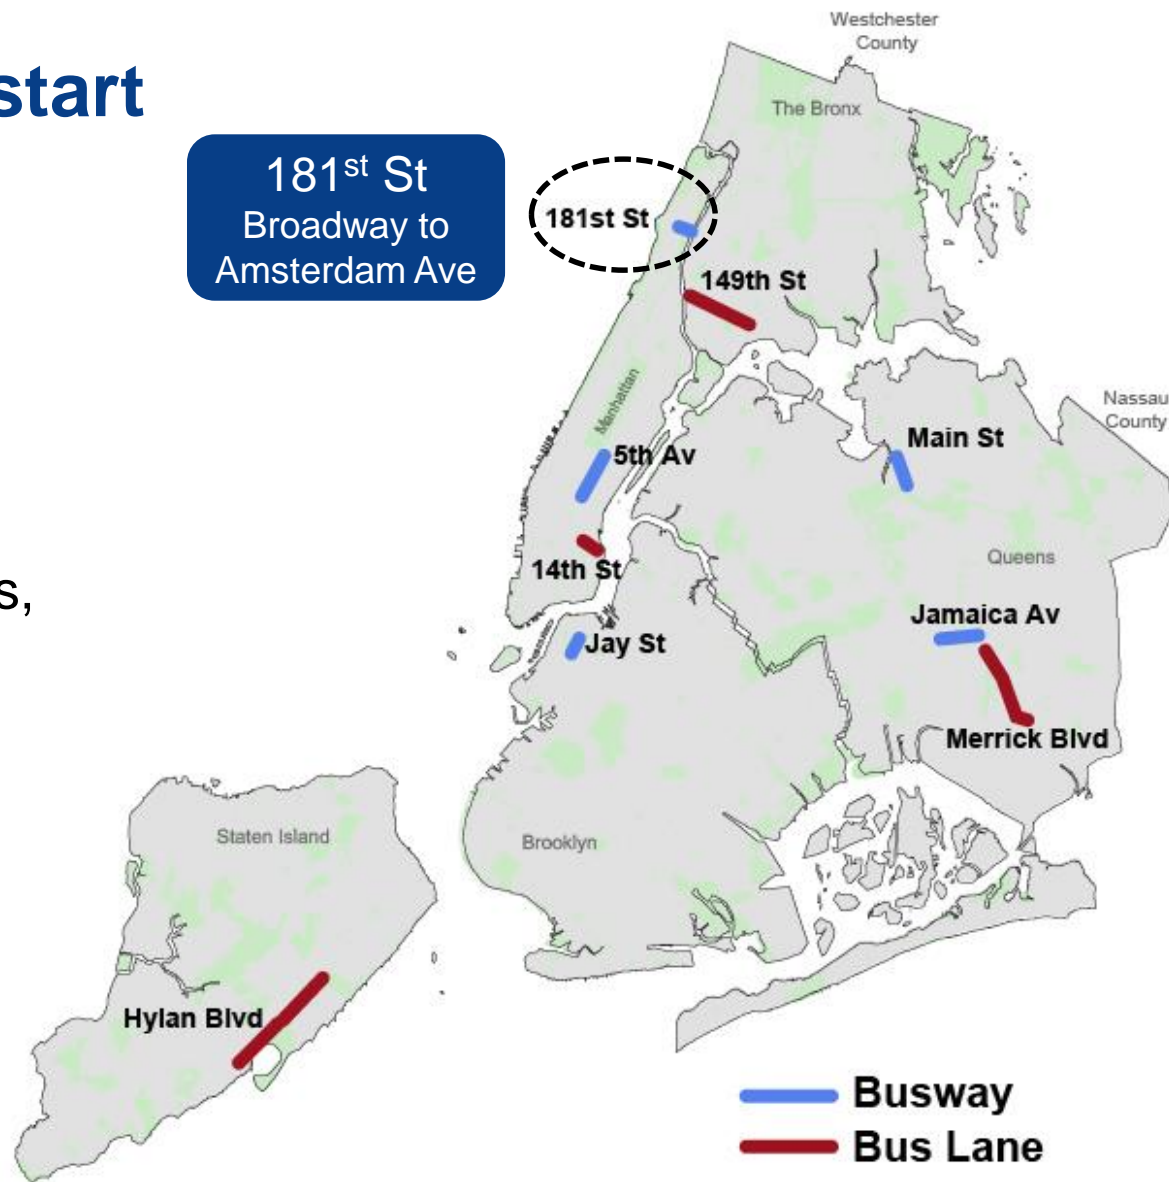 start
181st St
Broadway to
Amsterdam Ave
s,
Westchester
County
The Bronx
181st St
149th St
Manhattan
5th Av
Main St
Nassau
County
14th St
Queens
Jay St
Jamaica Av
Merrick Blvd
Staten Island
Brooklyn
Hylan Blvd
Busway
Bus Lane